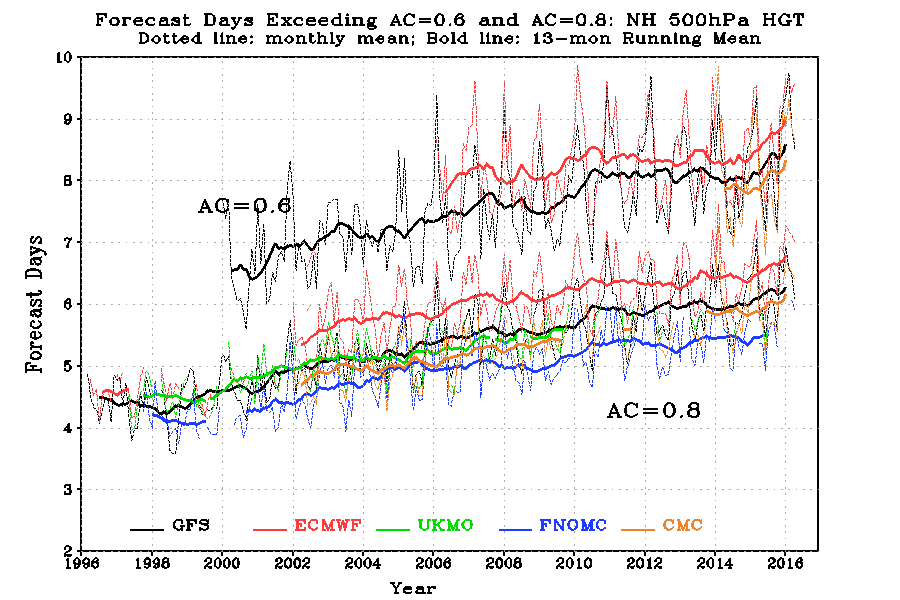 Forecast Days Exceeding AC=0.6 and AC=0.8: NH 500hPa HGT
Dotted line: monthly mean; Bold line: 13-mon Running Mean
10
9
8
7
6
5
4
3
2
Forecast Days
AC=0.6
AC=0.8
GFS ECMWF UKMO FNOMC CMC
1996 1998 2000 2002 2004 2006 2008 2010 2012 2014 2016
Year